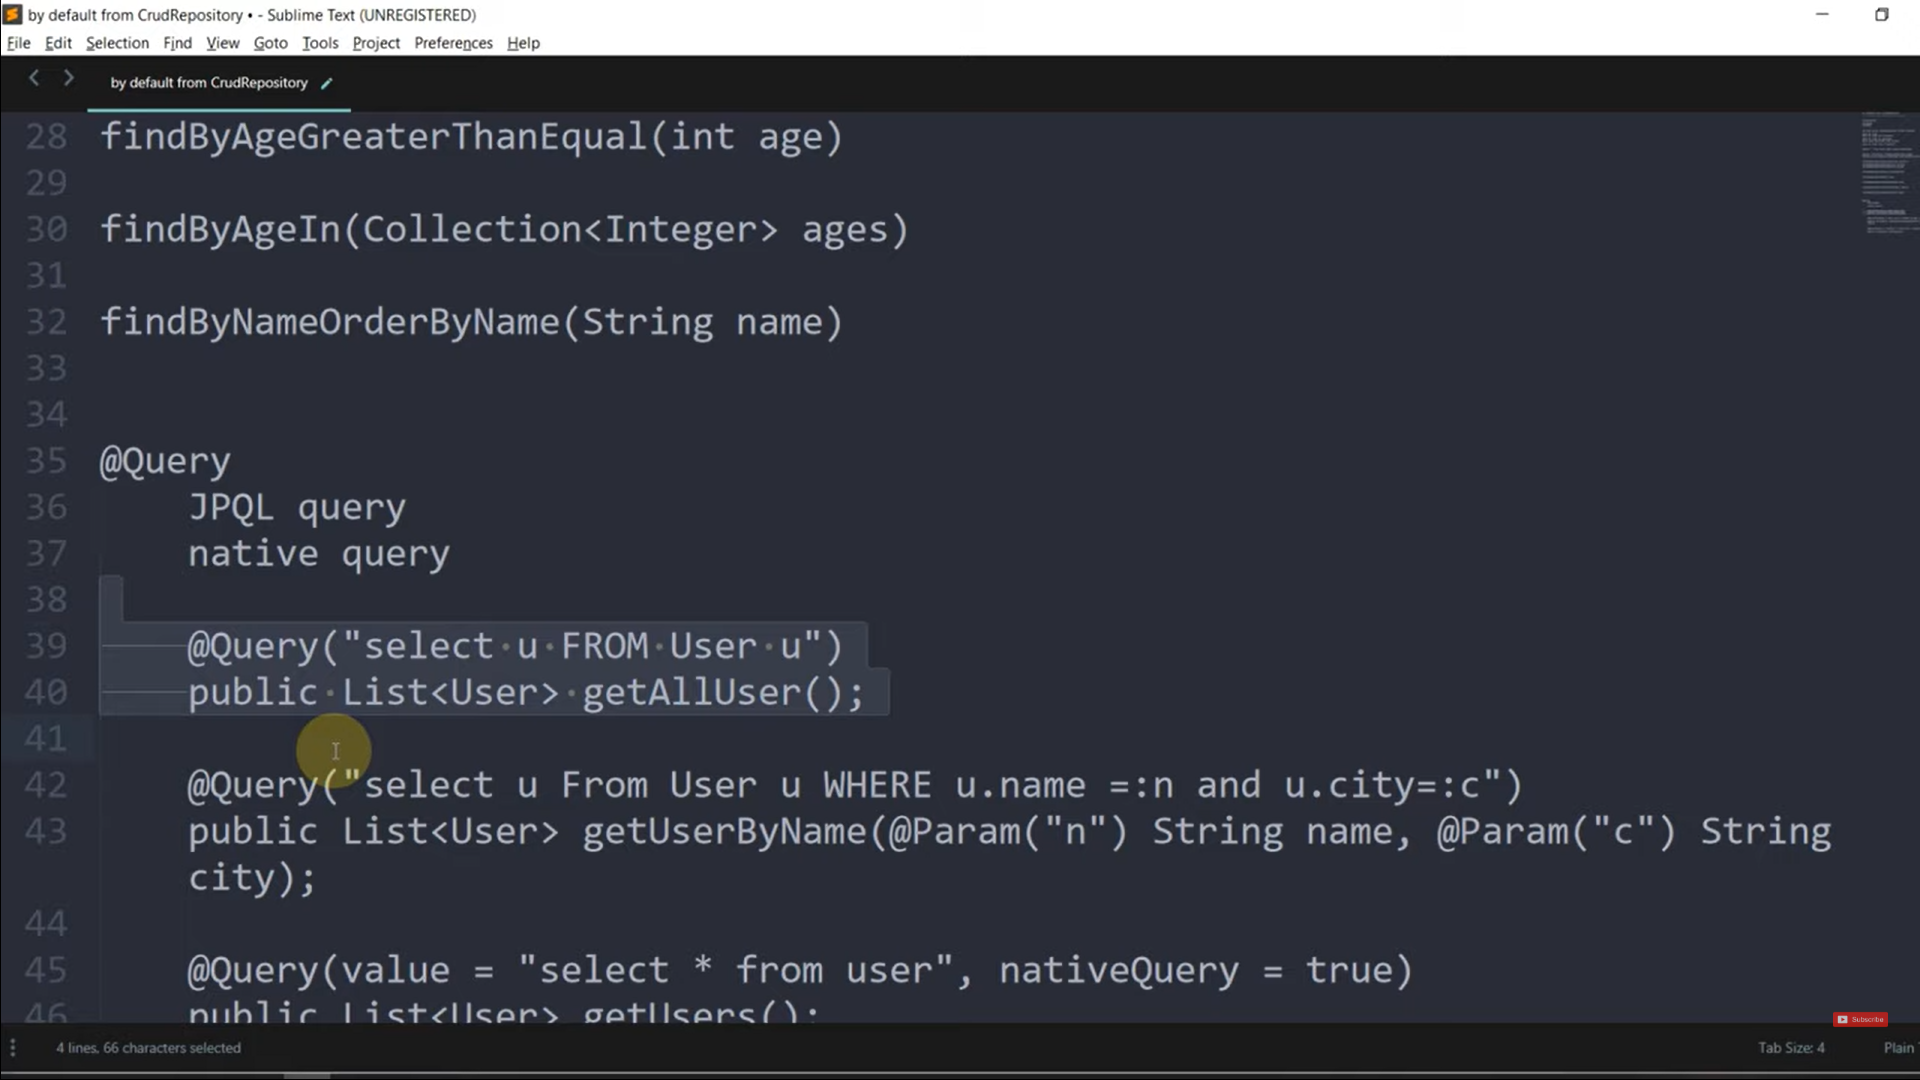 by default from CrudRepository • - Sublime Text (UNREGISTERED)
File Edit Selection Find View Goto Tools Project Preferences Help
by default from CrudRepository
28 findByAgeGreaterThanEqual(int age)
29
30 findByAgeIn(Collection<Integer> ages)
31
32 findByNameOrderByName(String name)
33
34
35 @Query
36 JPQL query
37 native query
38
39 @Query("select u FROM User u")
40 public List<User> getAllUser();
41
42 @Query("select u From User u WHERE u.name =:n and u.city=:c")
43 public List<User> getUserByName(@Param("n") String name, @Param("c") String
city);
44
45 @Query(value = "select * from user", nativeQuery = true)
46 public List<User> getUsers();
Subscribe
4 lines, 66 characters selected
Tab Size: 4
Plain